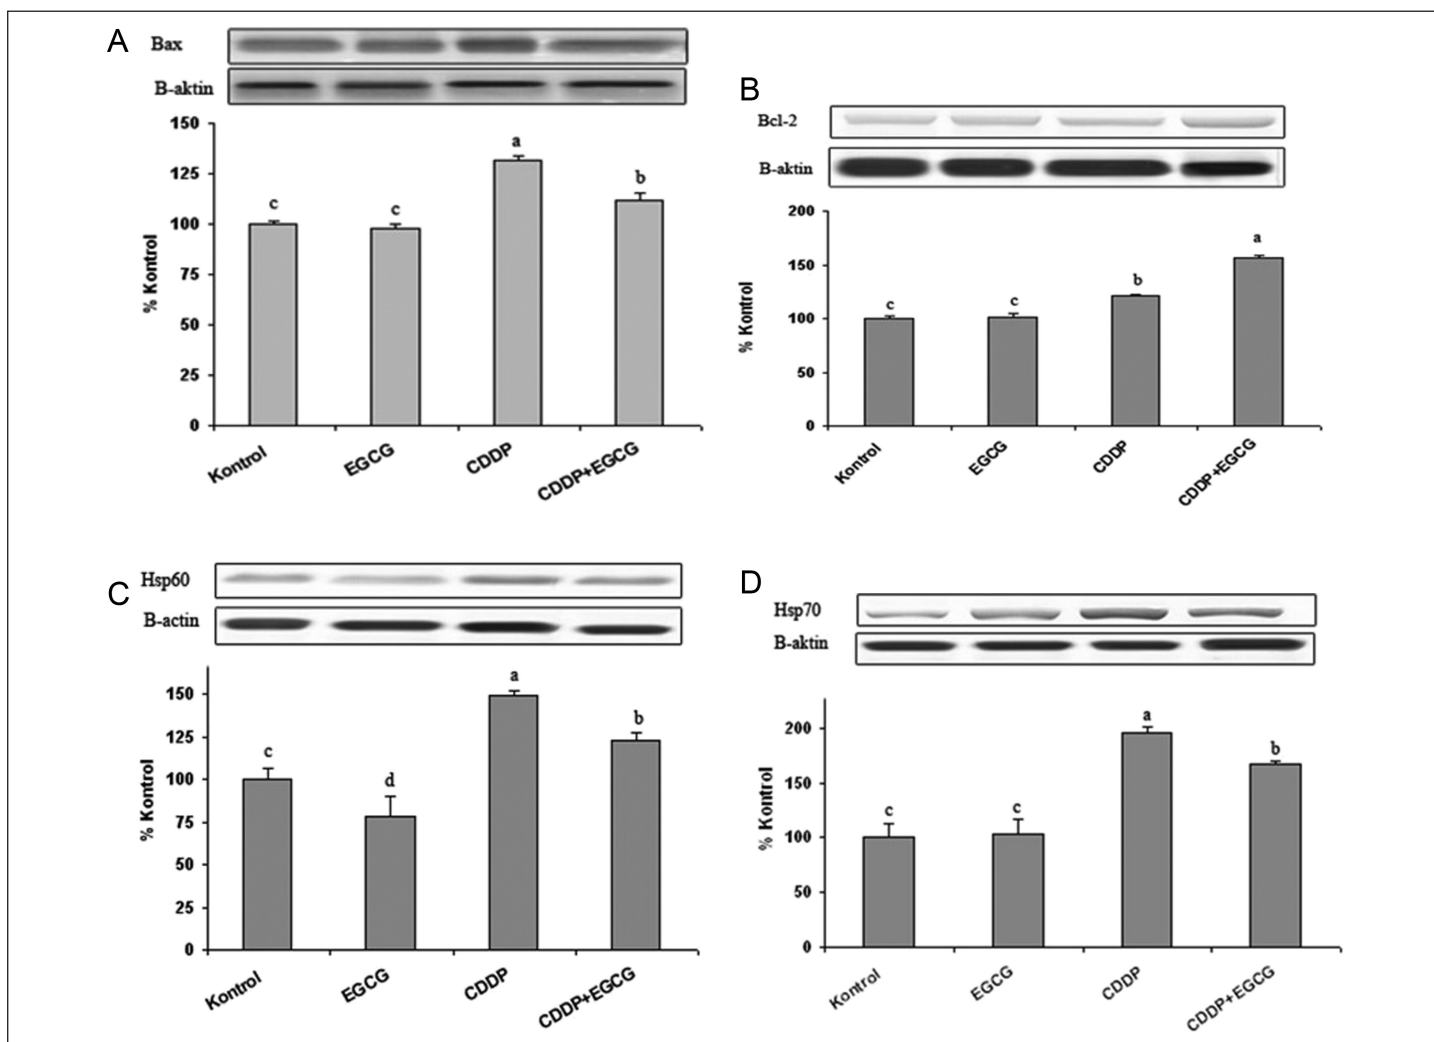 A
Bax
B-aktin
150
125
100
75
50
25
0
% Kontrol
c
c
a
b
Kontrol
EGCG
CDDP
CDDP+EGCG
B
Bcl-2
B-aktin
200
150
100
50
0
% Kontrol
c
c
b
a
Kontrol
EGCG
CDDP
CDDP+EGCG
C
Hsp60
B-actin
150
125
100
75
50
25
0
% Kontrol
c
d
a
b
Kontrol
EGCG
CDDP
CDDP+EGCG
D
Hsp70
B-aktin
200
150
100
50
0
% Kontrol
c
c
a
b
Kontrol
EGCG
CDDP
CDDP+EGCG